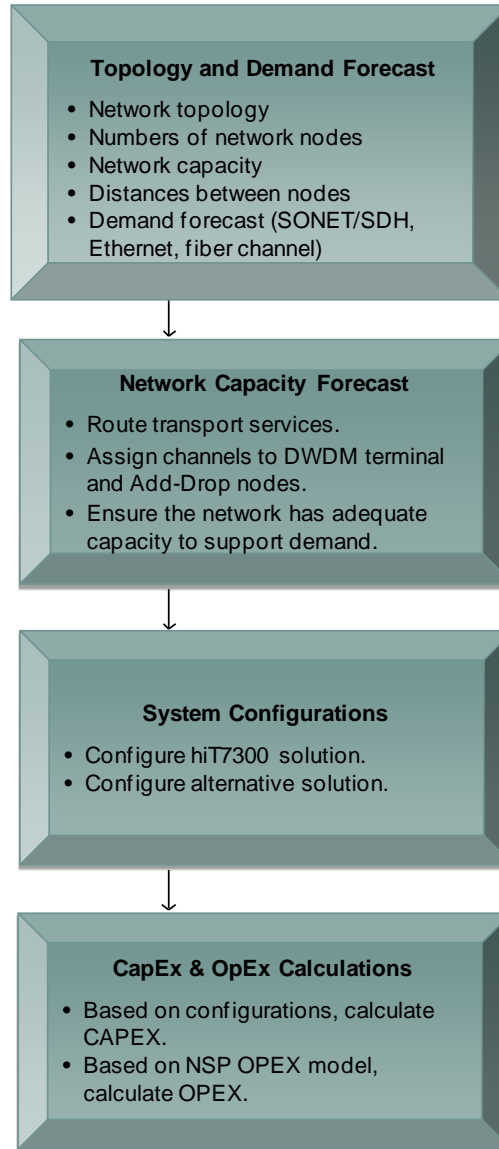 Topology and Demand Forecast
• Network topology
• Numbers of network nodes
• Network capacity
• Distances between nodes
• Demand forecast (SONET/SDH,
Ethernet, fiber channel)
Network Capacity Forecast
• Route transport services.
• Assign channels to DWDM terminal
and Add-Drop nodes.
• Ensure the network has adequate
capacity to support demand.
System Configurations
• Configure hiT7300 solution.
• Configure alternative solution.
CapEx & OpEx Calculations
• Based on configurations, calculate
CAPEX.
• Based on NSP OPEX model,
calculate OPEX.